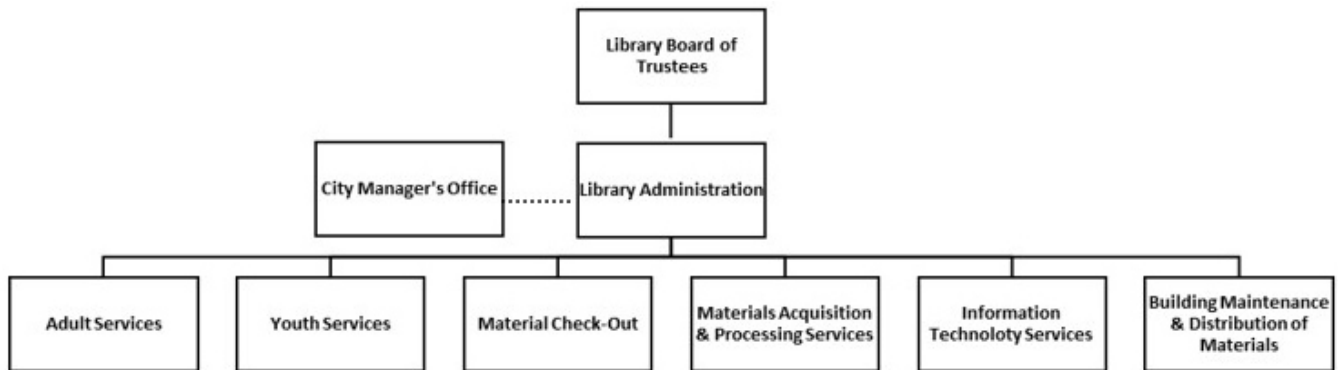 Library Board of
Trustees
City Manager's Office
Library Administration
Adult Services
Youth Services
Material Check-Out
Materials Acquisition
& Processing Services
Information
Technoloty Services
Building Maintenance
& Distribution of
Materials